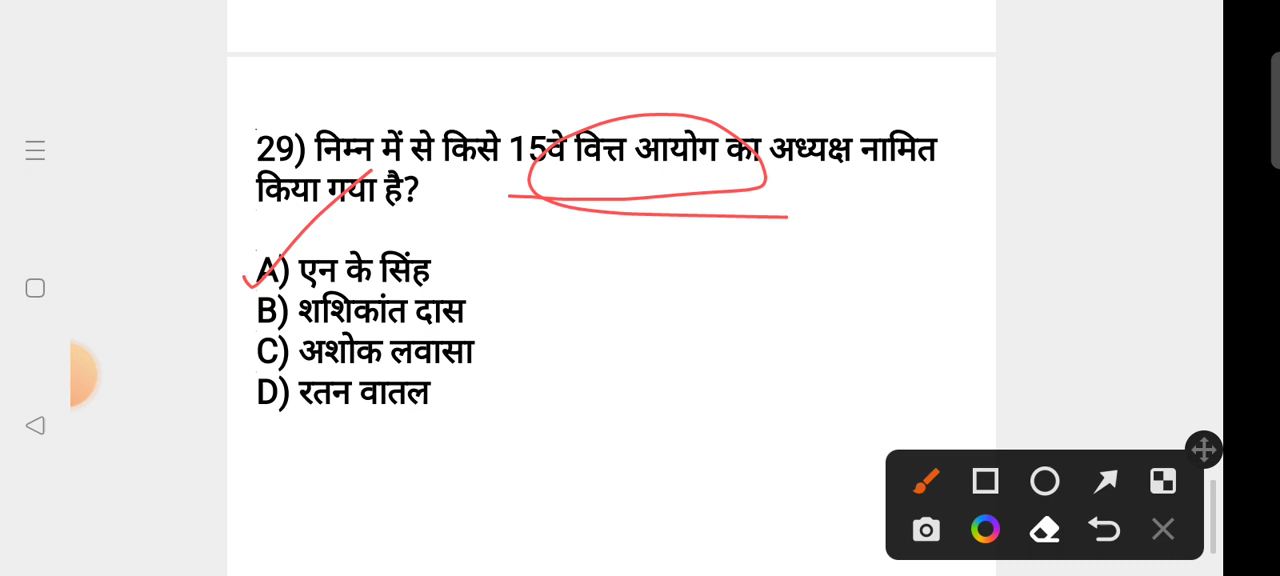 29) निम्न में से किसे 15वे वित्त आयोग का अध्यक्ष नामित
किया गया है?
A) एन के सिंह
B) शशिकांत दास
C) अशोक लवासा
D) रतन वातल